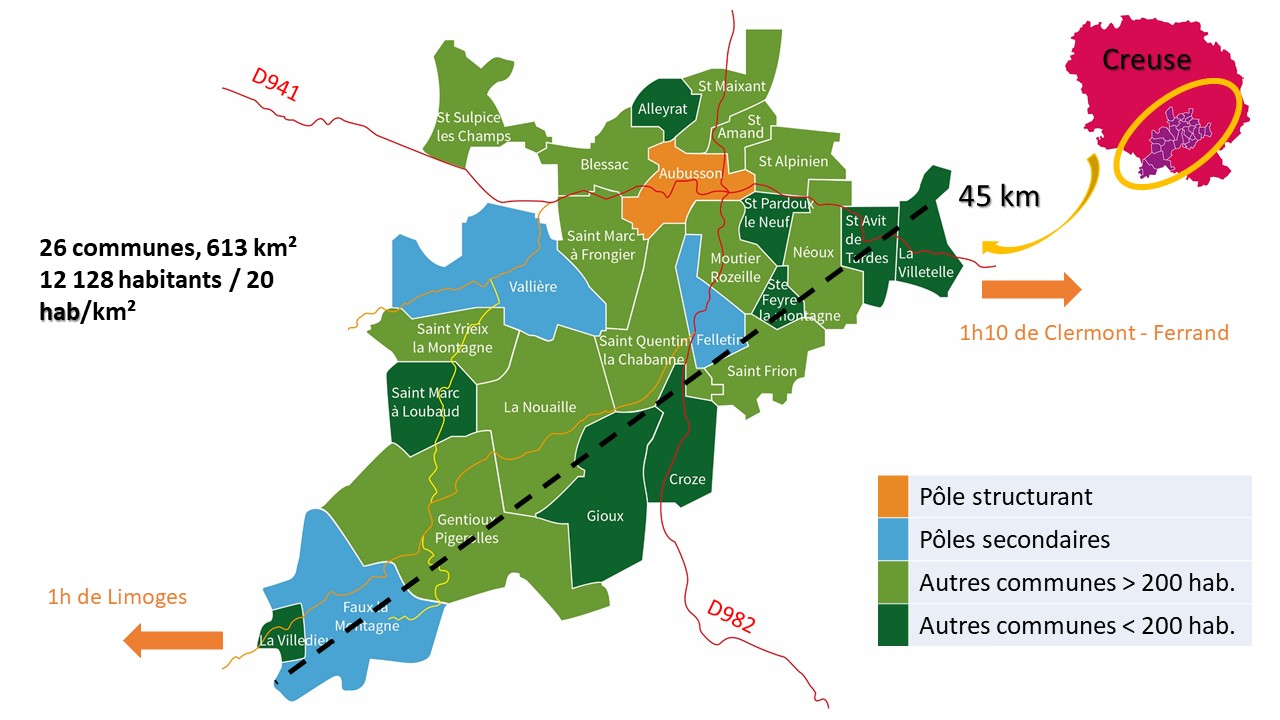 Creuse
D941
St Sulpice
les Champs
Alleyrat
St Maixant
St
Amand
Blessac
Aubusson
St Alpinien
45 km
St Pardoux
le Neuf
St Avit
de
Tardes
La
Villetelle
26 communes, 613 km²
12 128 habitants / 20
hab/km²
Saint Marc
à Frongier
Moutier
Rozeille
Néoux
Vallière
Ste
Feyre
la montagne
1h10 de Clermont - Ferrand
Saint Yrieix
la Montagne
Saint Quentin
la Chabanne
Felletin
Saint Frion
Saint Marc
à Loubaud
La Nouaille
Croze
Gioux
Gentioux
Pigerolles
Pôle structurant
Pôles secondaires
Autres communes > 200 hab.
Autres communes < 200 hab.
1h de Limoges
Faux la
Montagne
La Villedieu
D982